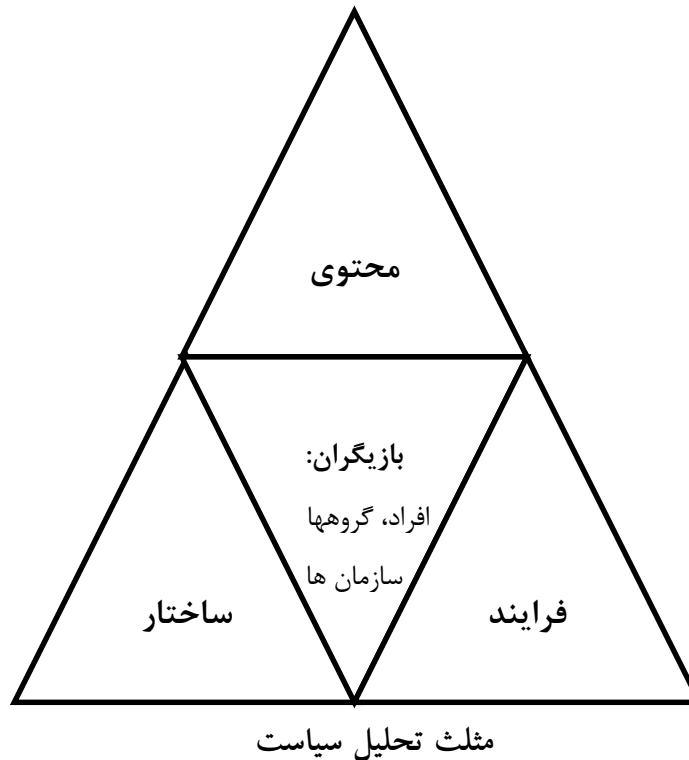 محتوی
بازیگران:
افراد، گروهها
سازمان ها
فرایند
ساختار
مثلث تحلیل سیاست